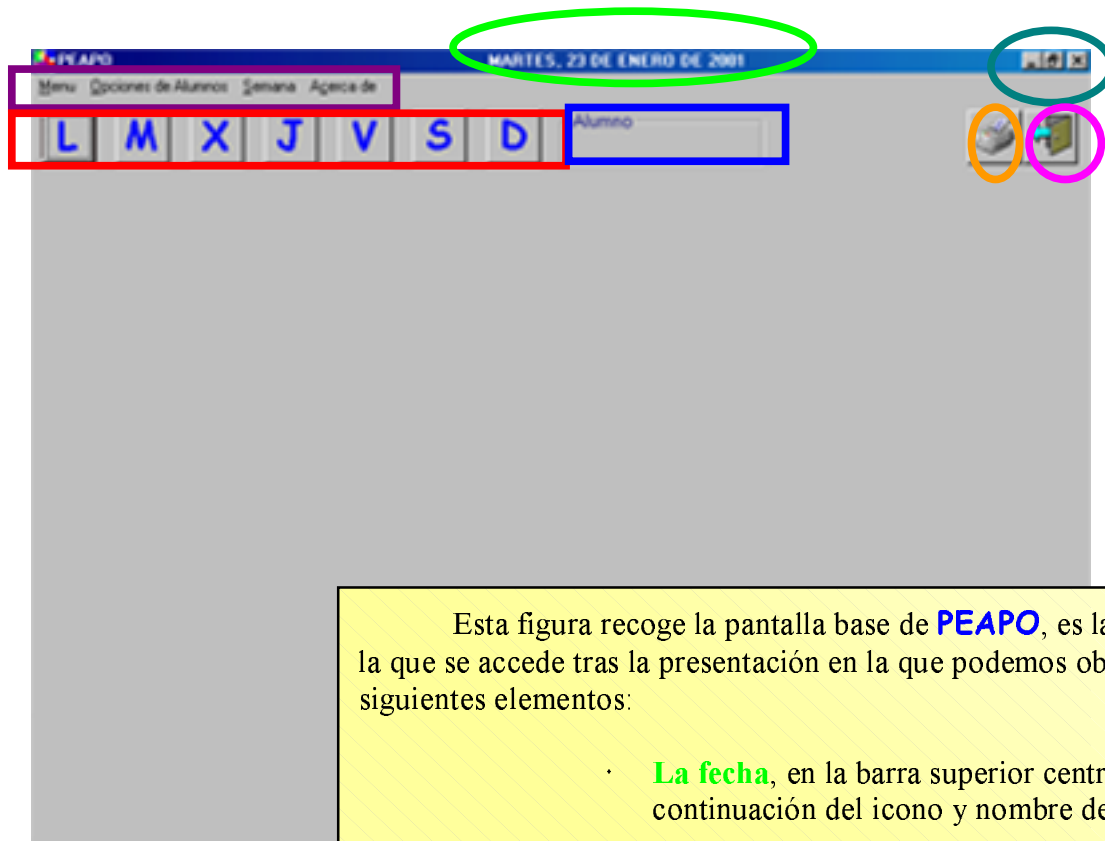 PEAPO MARTES, 23 DE ENERO DE 2001
Menu Opciones de Alumnos Semana Acerca de
L M X J V S D Alumno
Esta figura recoge la pantalla base de PEAPO, es la
la que se accede tras la presentación en la que podemos ob
siguientes elementos:
· La fecha, en la barra superior centr
continuación del icono y nombre de